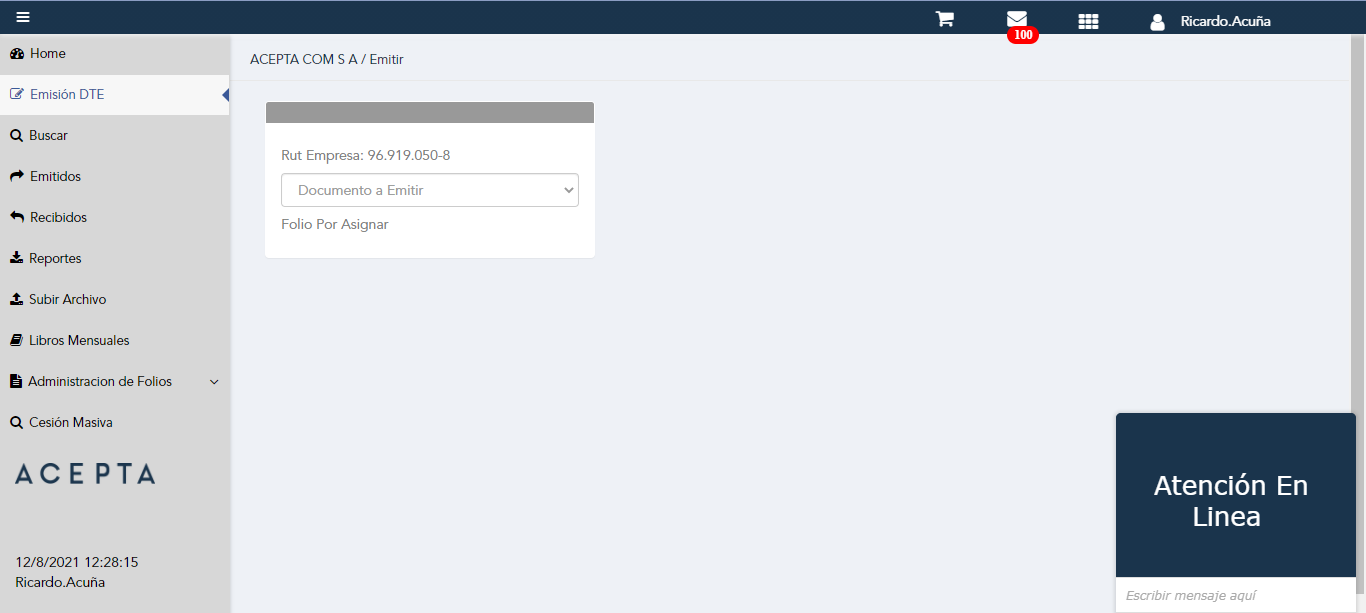 100
Ricardo.Acuña
Home
ACEPTA COM S A / Emitir
Emisión DTE
Buscar
Emitidos
Recibidos
Reportes
Subir Archivo
Libros Mensuales
Administracion de Folios
Cesión Masiva
ACEPTA
12/8/2021 12:28:15
Ricardo.Acuña
Rut Empresa: 96.919.050-8
Documento a Emitir
Folio Por Asignar
Atención En
Linea
Escribir mensaje aquí